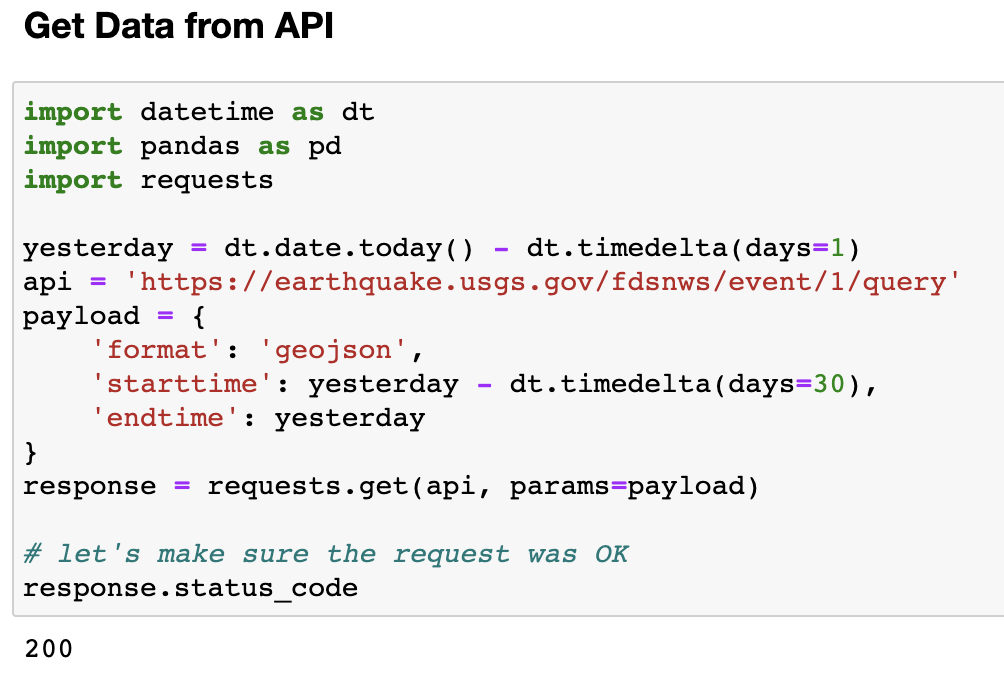 Get Data from API
import datetime as dt
import pandas as pd
import requests
yesterday = dt.date.today() - dt.timedelta(days=1)
api = 'https://earthquake.usgs.gov/fdsnws/event/1/query'
payload = {
    'format': 'geojson',
    'starttime': yesterday - dt.timedelta(days=30),
    'endtime': yesterday
}
response = requests.get(api, params=payload)
# let's make sure the request was OK
response.status_code
200